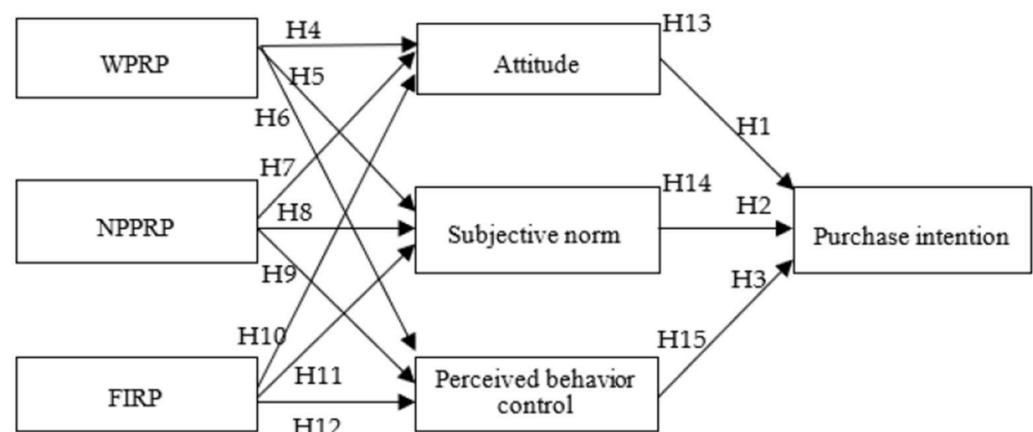 WPRP
NPPRP
FIRP
H4
H5
H6
H7
H8
H9
H10
H11
H12
Attitude
Subjective norm
Perceived behavior
control
H13
H14
H15
H1
H2
H3
Purchase intention